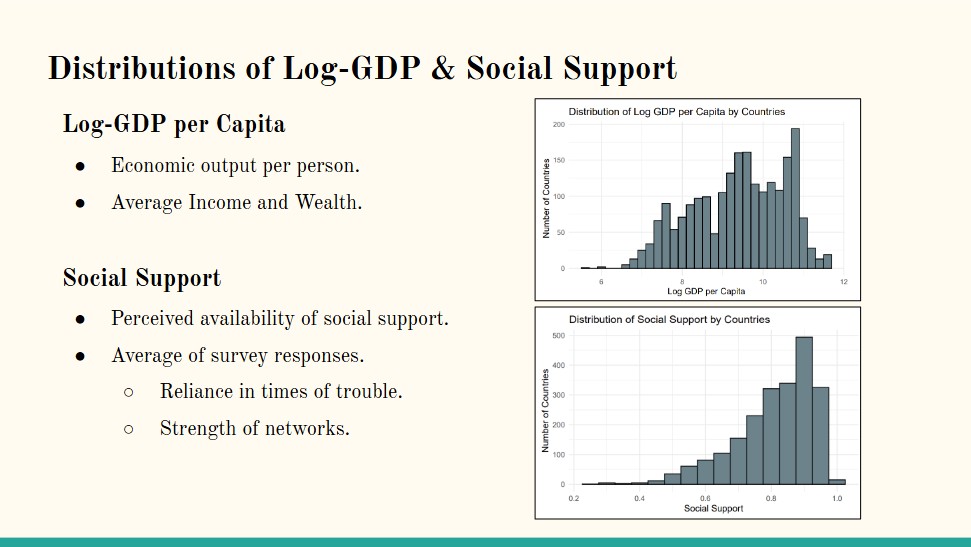 Distributions of Log-GDP & Social Support
Log-GDP per Capita
● Economic output per person.
● Average Income and Wealth.
Social Support
● Perceived availability of social support.
● Average of survey responses.
○ Reliance in times of trouble.
○ Strength of networks.
Distribution of Log GDP per Capita by Countries
Number of Countries
200
150
100
50
0
6 8 10 12
Log GDP per Capita
Distribution of Social Support by Countries
Number of Countries
500
400
300
200
100
0
0.2 0.4 0.6 0.8 1.0
Social Support